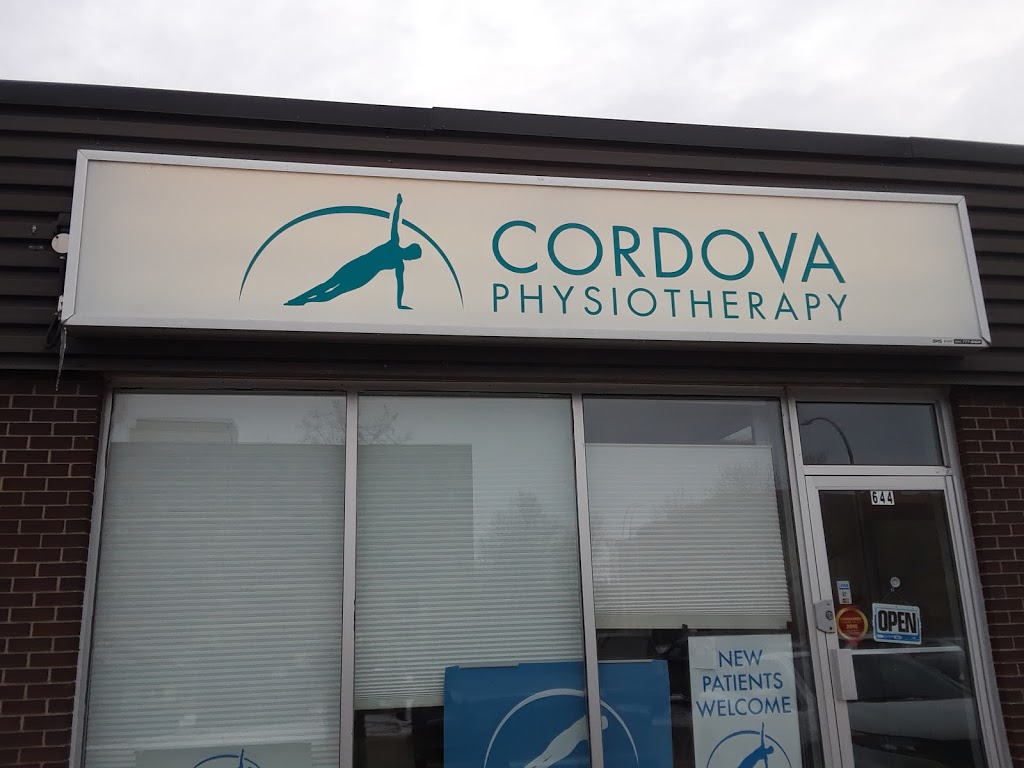 CORDOVA
PHYSIOTHERAPY
644
OPEN
NEW
PATIENTS
WELCOME